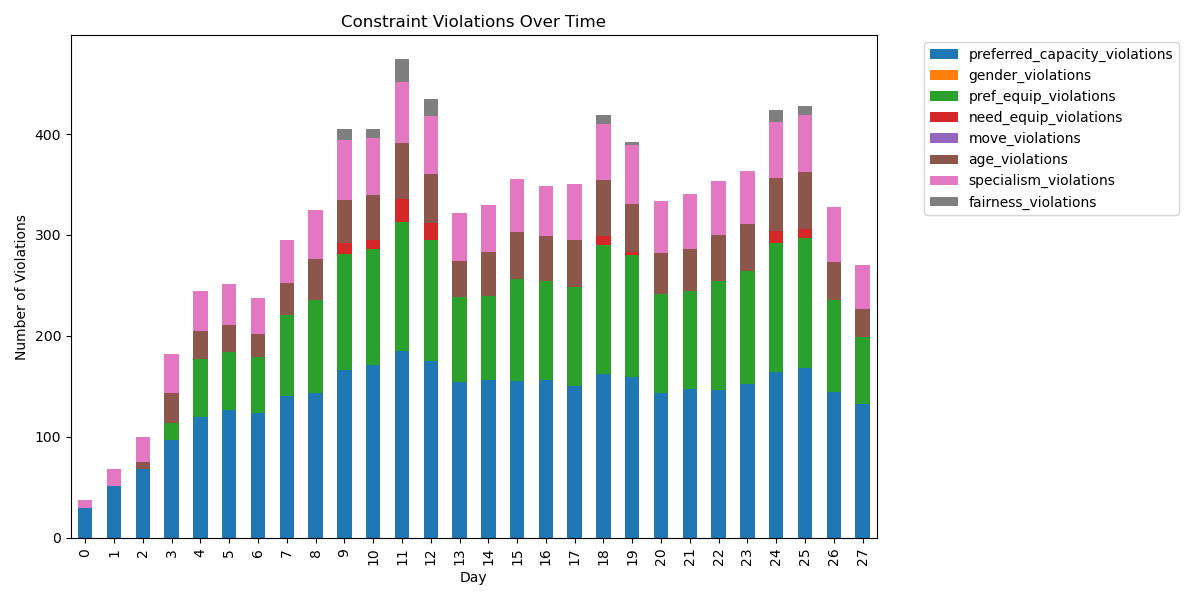 Constraint Violations Over Time
Number of Violations
400
300
200
100
0
0 1 2 3 4 5 6 7 8 9 10 11 12 13 14 15 16 17 18 19 20 21 22 23 24 25 26 27
Day
preferred_capacity_violations
gender_violations
pref_equip_violations
need_equip_violations
move_violations
age_violations
specialism_violations
fairness_violations